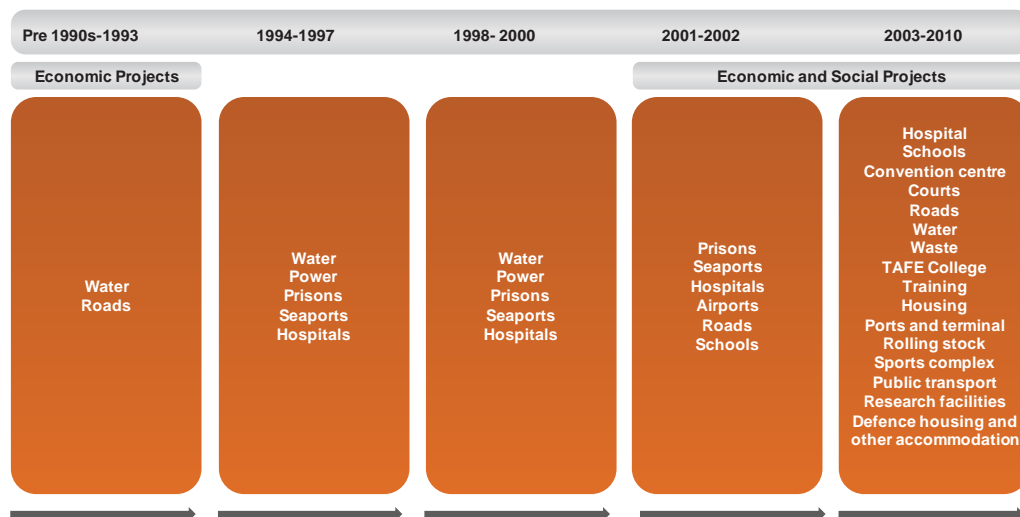 Pre 1990s-1993
1994-1997
1998- 2000
2001-2002
2003-2010
Economic Projects
Economic and Social Projects
Water
Roads
Water
Power
Prisons
Seaports
Hospitals
Water
Power
Prisons
Seaports
Hospitals
Prisons
Seaports
Hospitals
Airports
Roads
Schools
Hospital
Schools
Convention centre
Courts
Roads
Water
Waste
TAFE College
Training
Housing
Ports and terminal
Rolling stock
Sports complex
Public transport
Research facilities
Defence housing and
other accommodation